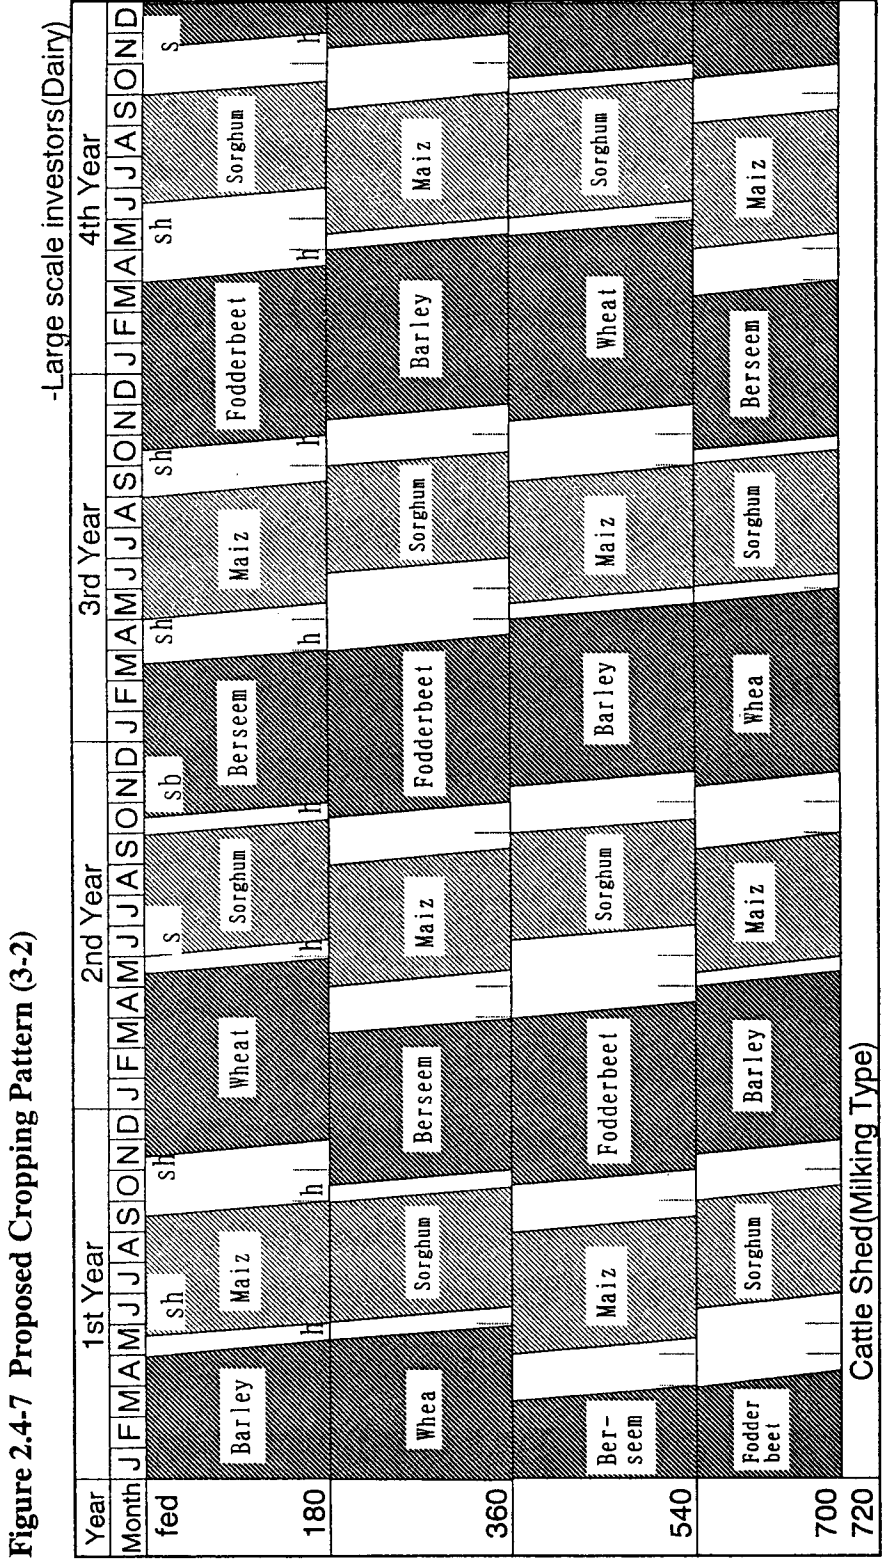 Figure 2.4-7 Proposed Cropping Pattern (3-2)
-Large scale investors(Dairy)
Year 1st Year 2nd Year 3rd Year 4th Year
Month J F M A M J J A S O N D J F M A M J J A S O N D J F M A M J J A S O N D J F M A M J J A S O N D
fed sh sh s sb sh sh sh s
Barley Maiz Wheat Sorghum Berseem Maiz Fodderbeet Sorghum
180 h h h h h h h h
Whea Sorghum Berseem Maiz Fodderbeet Sorghum Barley Maiz
360
Ber-
seem Maiz Fodderbeet Sorghum Barley Maiz Wheat Sorghum
540
Fodder
beet Sorghum Barley Maiz Whea Sorghum Berseem Maiz
700
720 Cattle Shed(Milking Type)